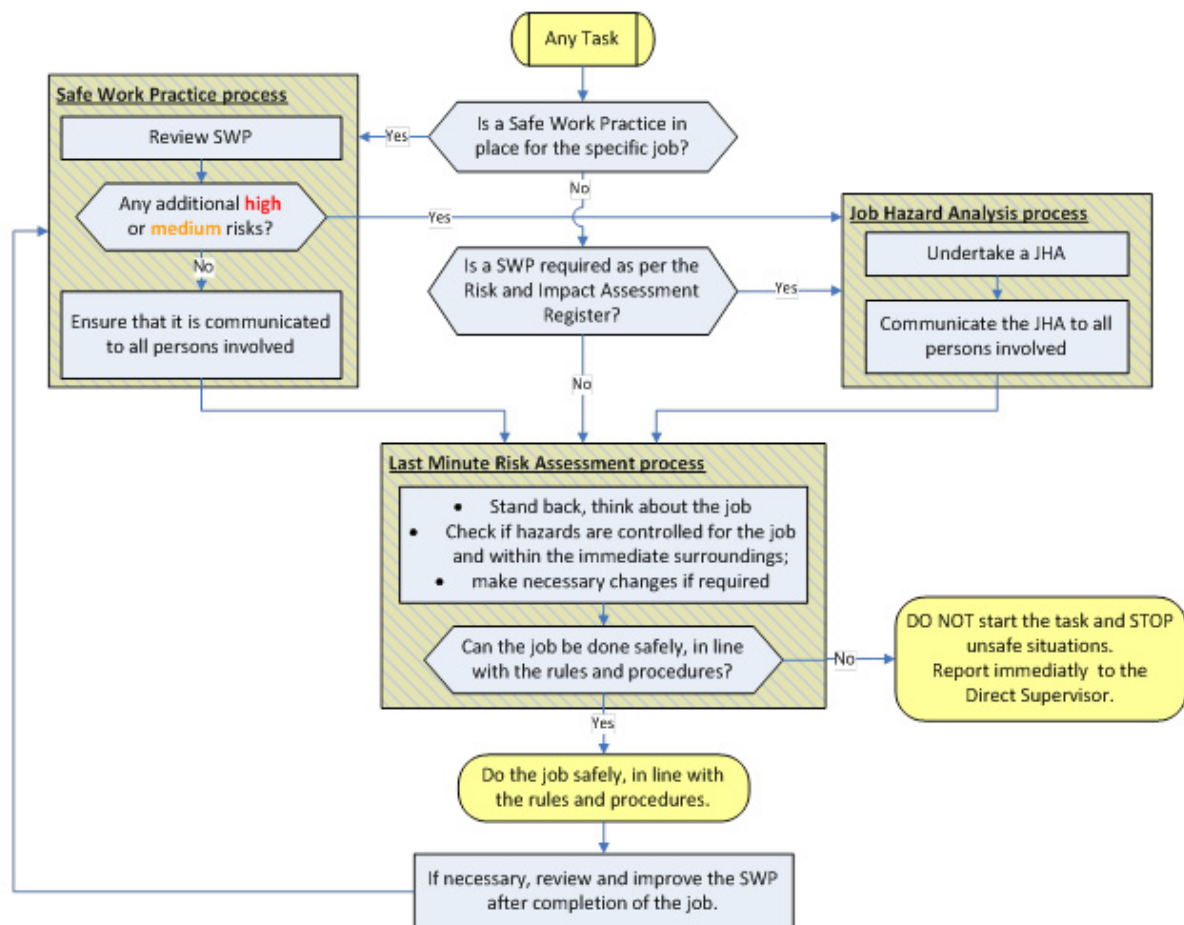 Any Task
Safe Work Practice process
Review SWP
Yes
Is a Safe Work Practice in
place for the specific job?
No
Any additional high
or medium risks?
Yes
No
Job Hazard Analysis process
Undertake a JHA
Is a SWP required as per the
Risk and Impact Assessment
Register?
Yes
Ensure that it is communicated
to all persons involved
Communicate the JHA to all
persons involved
No
Last Minute Risk Assessment process
• Stand back, think about the job
• Check if hazards are controlled for the job
and within the immediate surroundings;
• make necessary changes if required
Can the job be done safely, in line
with the rules and procedures?
No
DO NOT start the task and STOP
unsafe situations.
Report immediatly to the
Direct Supervisor.
Yes
Do the job safely, in line with
the rules and procedures.
If necessary, review and improve the SWP
after completion of the job.